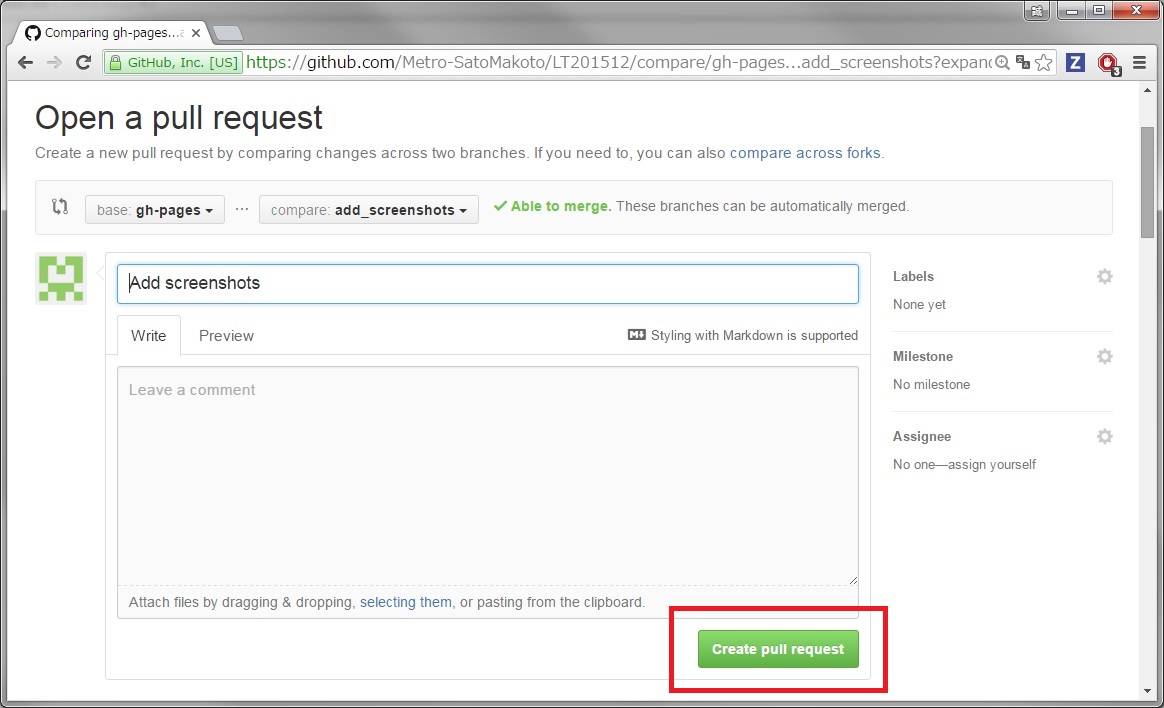 Comparing gh-pages...a
GitHub, Inc. [US] https://github.com/Metro-SatoMakoto/LT201512/compare/gh-pages...add_screenshots?expand
Z
3
Open a pull request
Create a new pull request by comparing changes across two branches. If you need to, you can also compare across forks.
base: gh-pages ... compare: add_screenshots Able to merge. These branches can be automatically merged.
Add screenshots
Write Preview Styling with Markdown is supported
Leave a comment
Attach files by dragging & dropping, selecting them, or pasting from the clipboard.
Create pull request
Labels
None yet
Milestone
No milestone
Assignee
No one—assign yourself